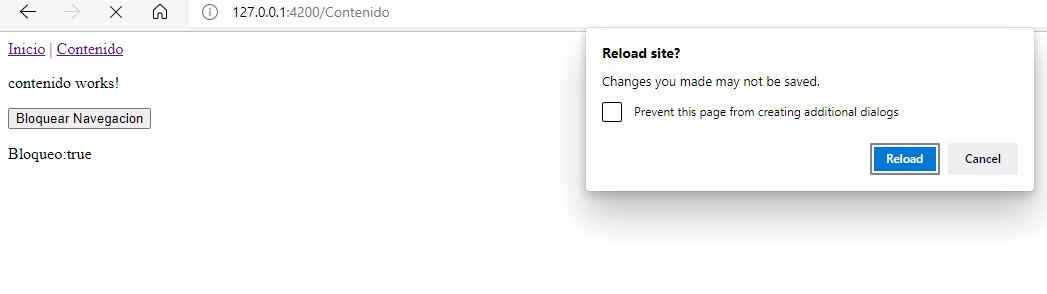 127.0.0.1:4200/Contenido
Inicio | Contenido
contenido works!
Bloquear Navegacion
Bloqueo:true
Reload site?
Changes you made may not be saved.
Prevent this page from creating additional dialogs
Reload Cancel